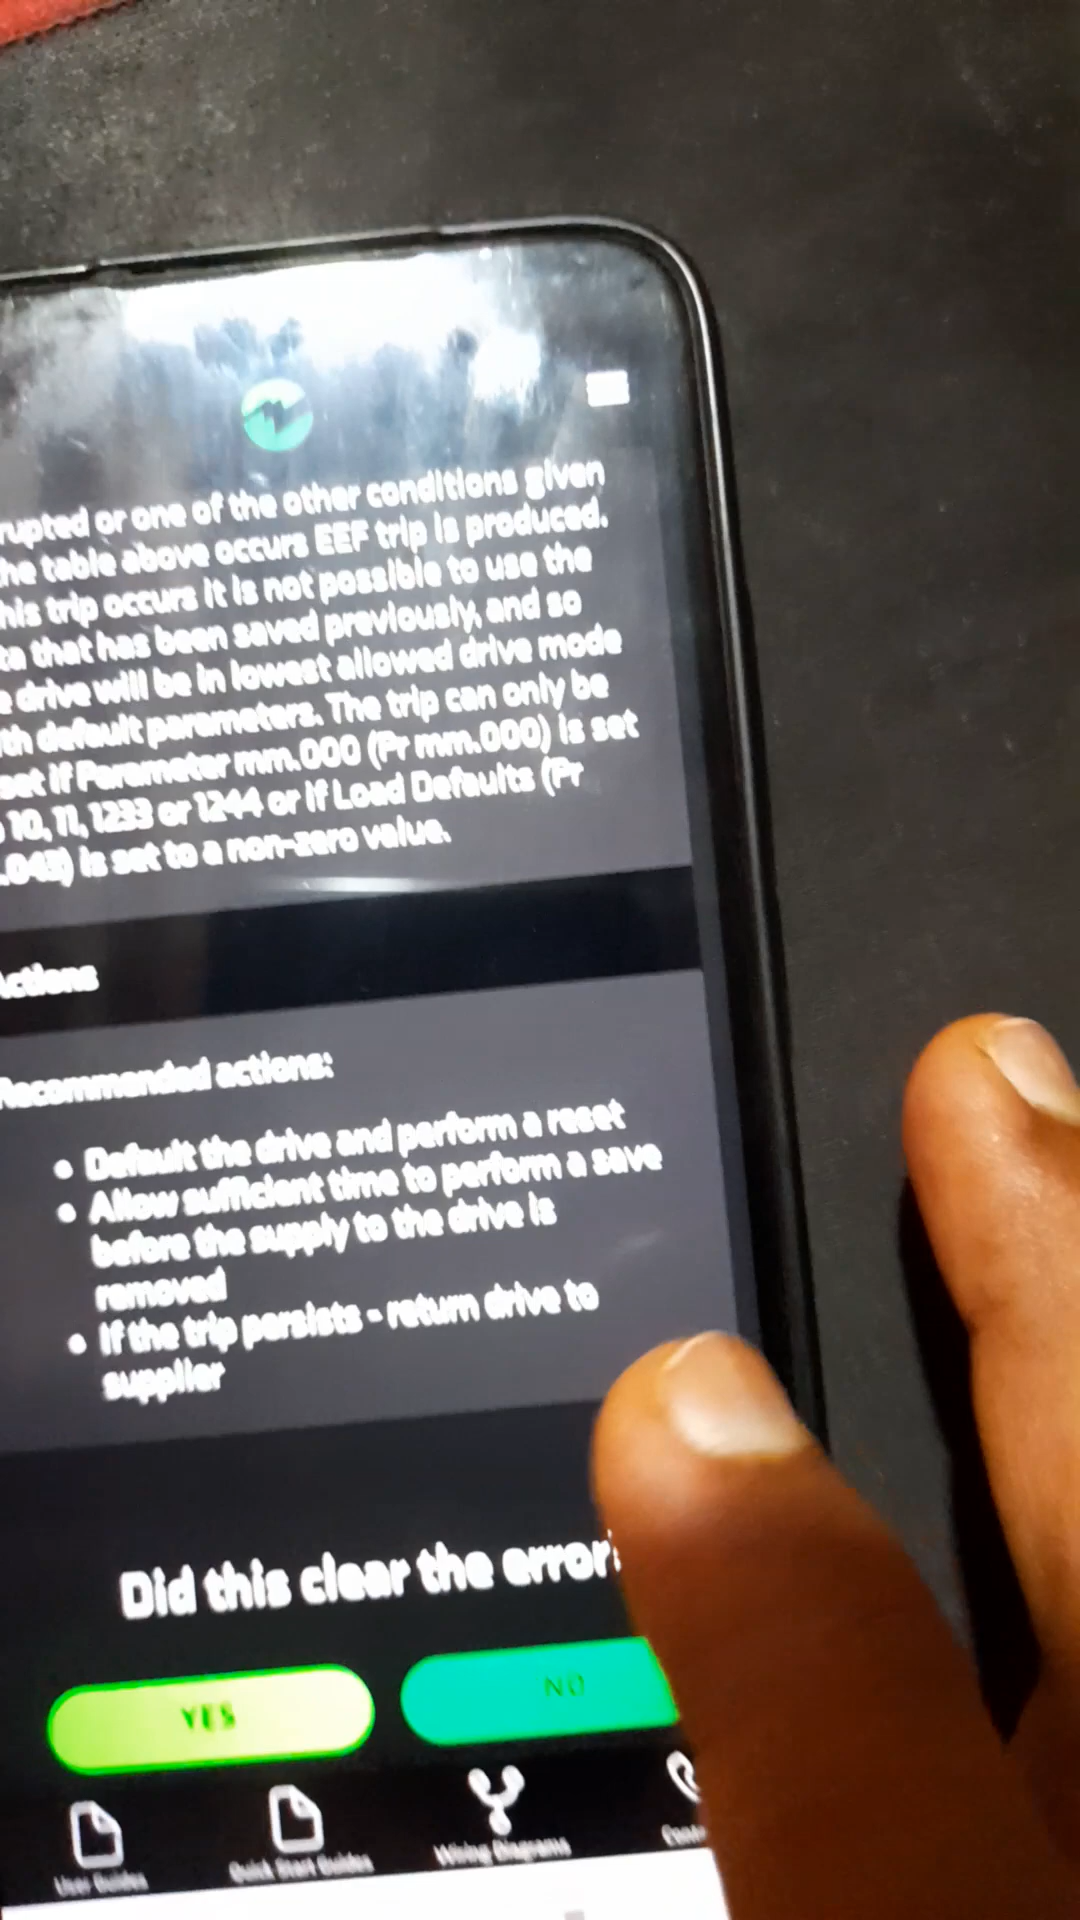 rupted or one of the other conditions given
he table above occurs EEF trip is produced.
his trip occurs it is not possible to use the
ta that has been saved previously, and so
e drive will be in lowest allowed drive mode
th default parameters. The trip can only be
set if Parameter mm.000 (Pr mm.000) is set
10, 11, 1233 or 1244 or if Load Defaults (Pr
.043) is set to a non-zero value.
Actions
Recommended actions:
• Default the drive and perform a reset
• Allow sufficient time to perform a save
before the supply to the drive is
removed
• If the trip persists - return drive to
supplier
Did this clear the error
YES
NO
User Guides
Quick Start Guides
Wiring Diagrams
Cont